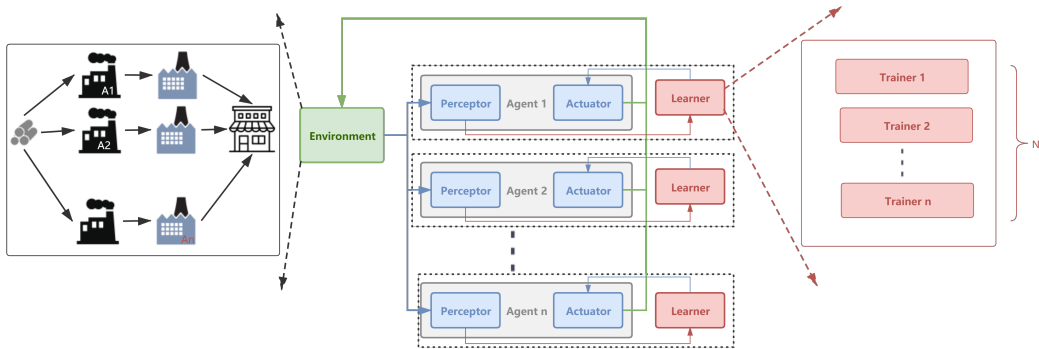 A1
A2
An
Environment
Perceptor
Agent 1
Actuator
Learner
Perceptor
Agent 2
Actuator
Learner
Perceptor
Agent n
Actuator
Learner
Trainer 1
Trainer 2
Trainer n
N